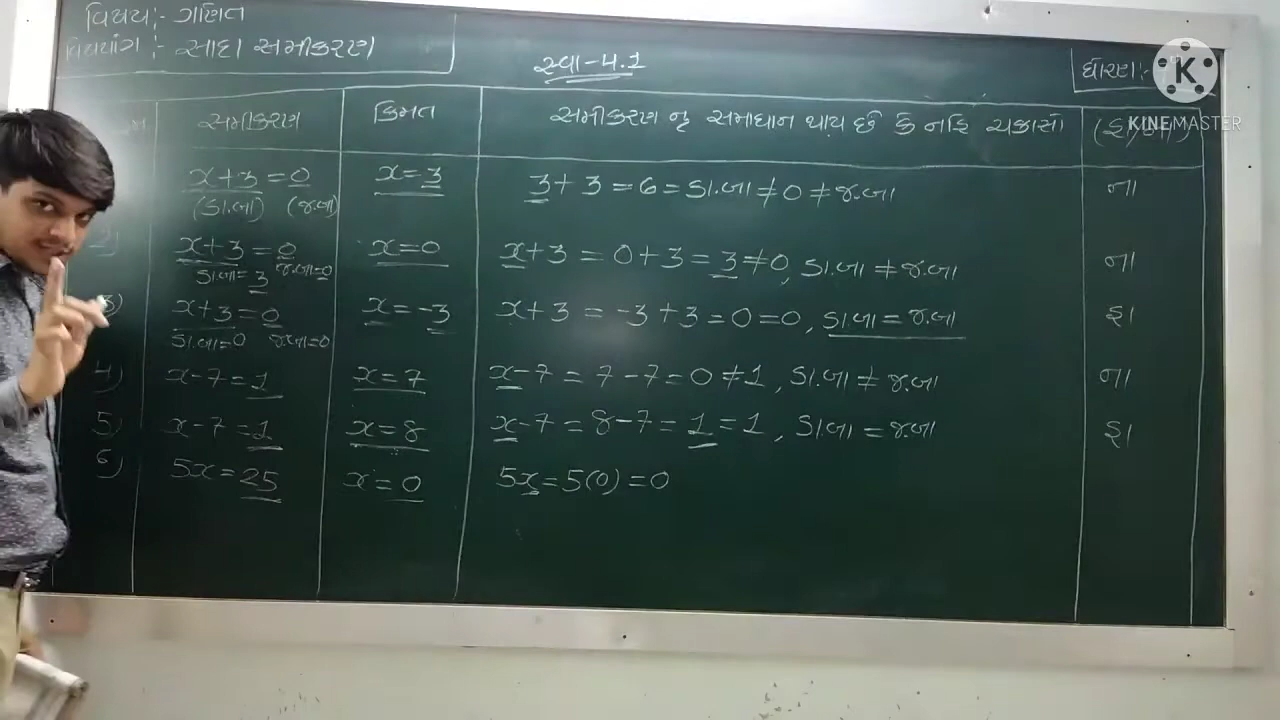 વિષય:- ગણિત
વિષયાંગ:- સાદા સમીકરણ
સ્વા-4.1
ધોરણ:-
સમીકરણ કિંમત સમીકરણ નુ સમાધાન થાય છે કે નહિ ચકાસો
KINEMASTER
x+3=0 x=3 3+3=6=ડા.બા≠0≠જ.બા ના
(ડા.બા) (જ.બા)
2) x+3=0 x=0 x+3=0+3=3≠0, ડા.બા≠જ.બા ના
ડા.બા=3 જ.બા=0
3) x+3=0 x=-3 x+3=-3+3=0=0, ડા.બા=જ.બા હા
ડા.બા=0 જ.બા=0
4) x-7=1 x=7 x-7=7-7=0≠1, ડા.બા≠જ.બા ના
5) x-7=1 x=8 x-7=8-7=1=1, ડા.બા=જ.બા હા
6) 5x=25 x=0 5x=5(0)=0